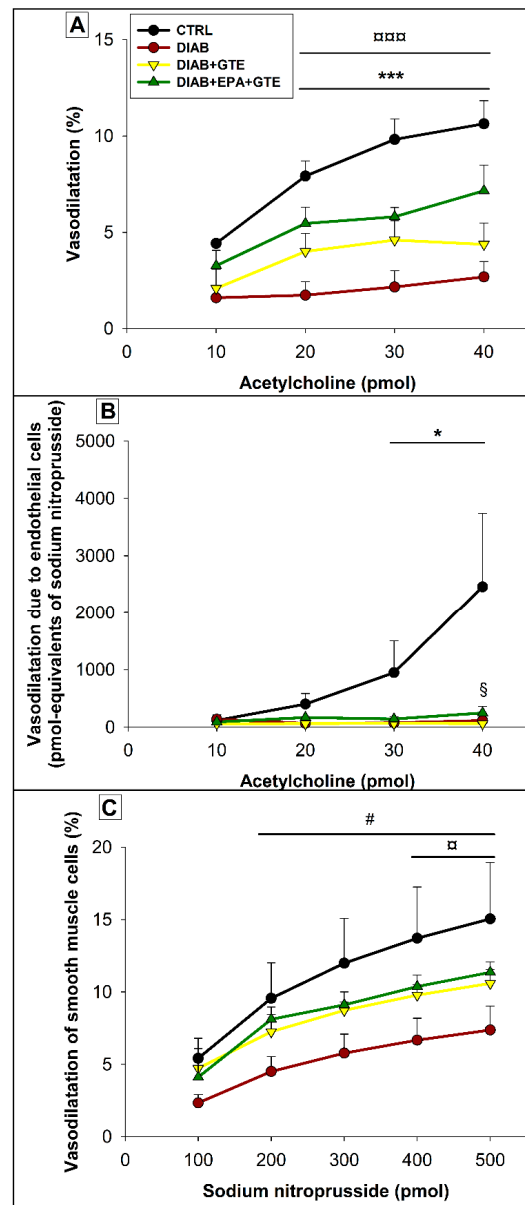 A
CTRL
DIAB
DIAB+GTE
DIAB+EPA+GTE
¤¤¤
***
15
10
5
0
Vasodilatation (%)
0 10 20 30 40
Acetylcholine (pmol)
B
*
5000
4000
3000
2000
1000
0
§
Vasodilatation due to endothelial cells
(pmol-equivalents of sodium nitroprusside)
0 10 20 30 40
Acetylcholine (pmol)
C
#
¤
20
15
10
5
0
Vasodilatation of smooth muscle cells (%)
0 100 200 300 400 500
Sodium nitroprusside (pmol)